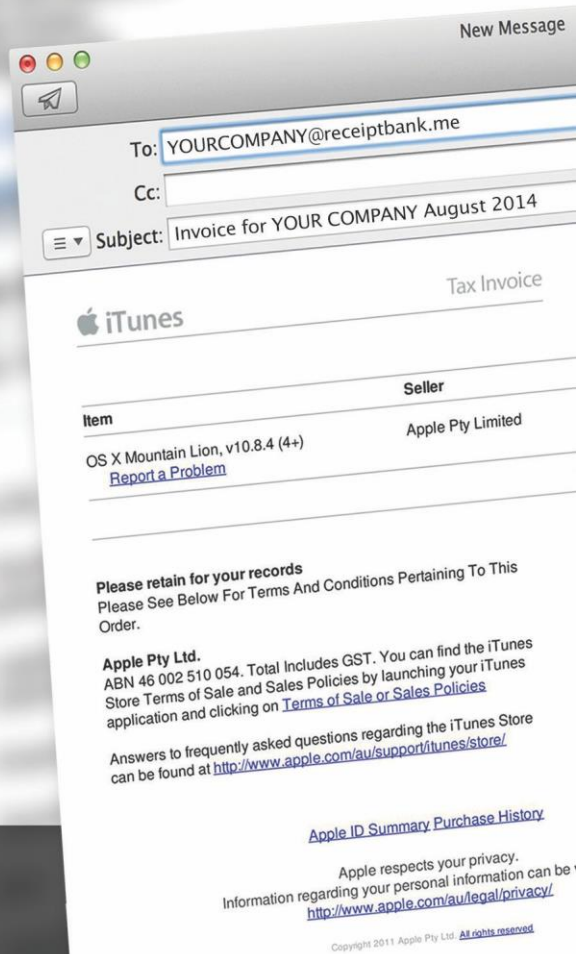 New Message
To: YOURCOMPANY@receiptbank.me
Cc:
Subject: Invoice for YOUR COMPANY August 2014
iTunes
Tax Invoice
Item
Seller
OS X Mountain Lion, v10.8.4 (4+)
Apple Pty Limited
Report a Problem
Please retain for your records
Please See Below For Terms And Conditions Pertaining To This
Order.
Apple Pty Ltd.
ABN 46 002 510 054. Total Includes GST. You can find the iTunes
Store Terms of Sale and Sales Policies by launching your iTunes
application and clicking on Terms of Sale or Sales Policies
Answers to frequently asked questions regarding the iTunes Store
can be found at http://www.apple.com/au/support/itunes/store/
Apple ID Summary Purchase History
Apple respects your privacy.
Information regarding your personal information can be
http://www.apple.com/au/legal/privacy/
Copyright 2011 Apple Pty Ltd. All rights reserved